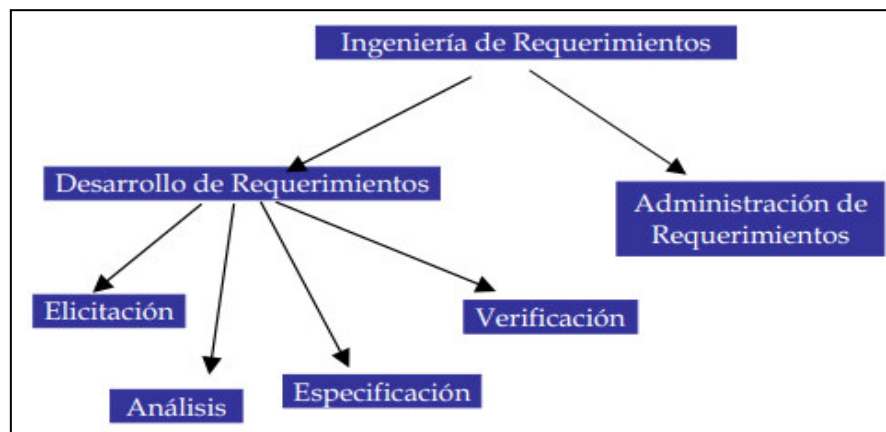 Ingeniería de Requerimientos
Desarrollo de Requerimientos
Administración de
Requerimientos
Elicitación
Verificación
Análisis
Especificación